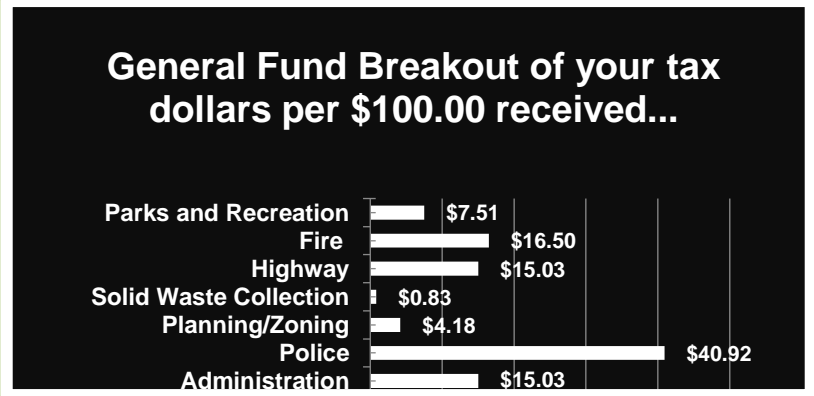 General Fund Breakout of your tax
dollars per $100.00 received...
Parks and Recreation $7.51
Fire $16.50
Highway $15.03
Solid Waste Collection $0.83
Planning/Zoning $4.18
Police $40.92
Administration $15.03